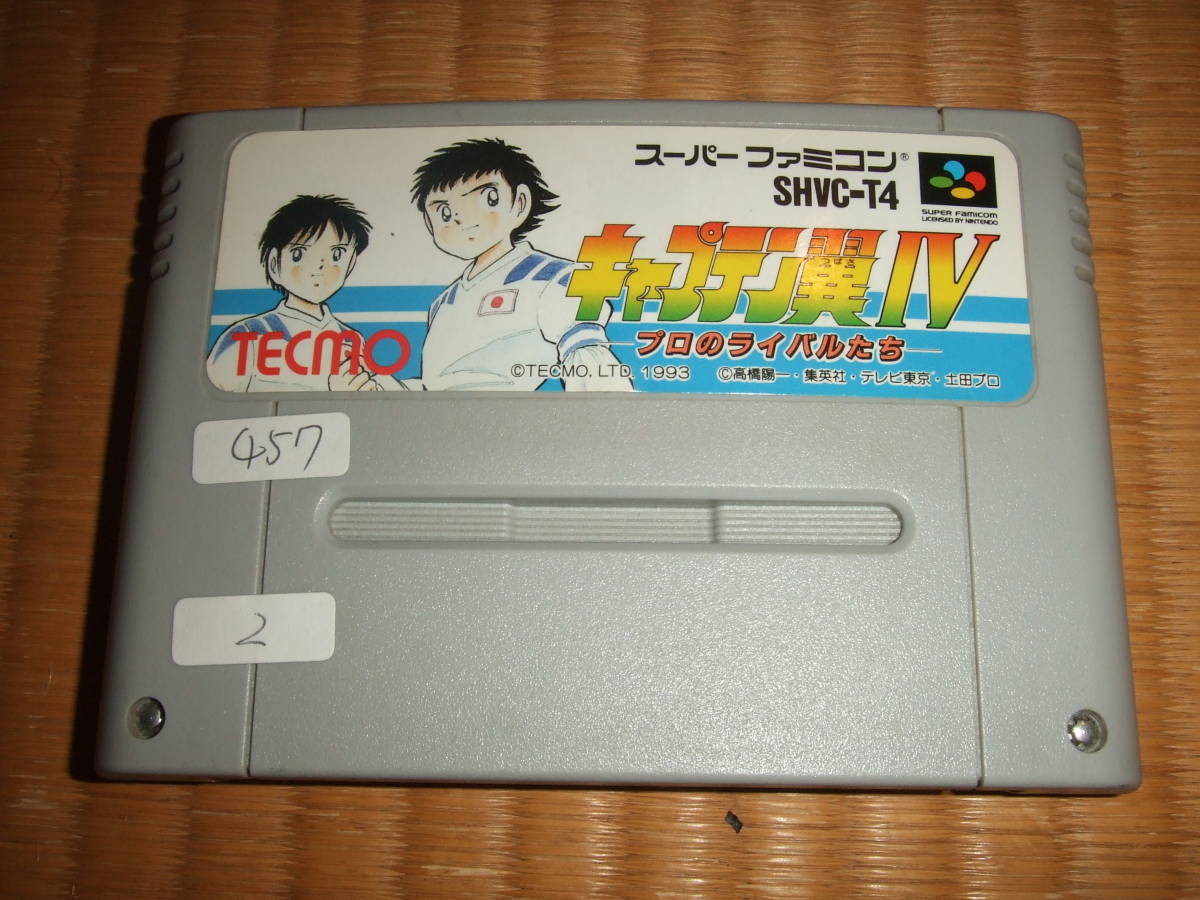 スーパー ファミコン®
SHVC-T4
SUPER FAMICOM
LICENSED BY NINTENDO
キャプテン翼IV
つばさ
プロのライバルたち
TECMO
©TECMO, LTD. 1993 ©高橋陽一・集英社・テレビ東京・土田プロ
457
2